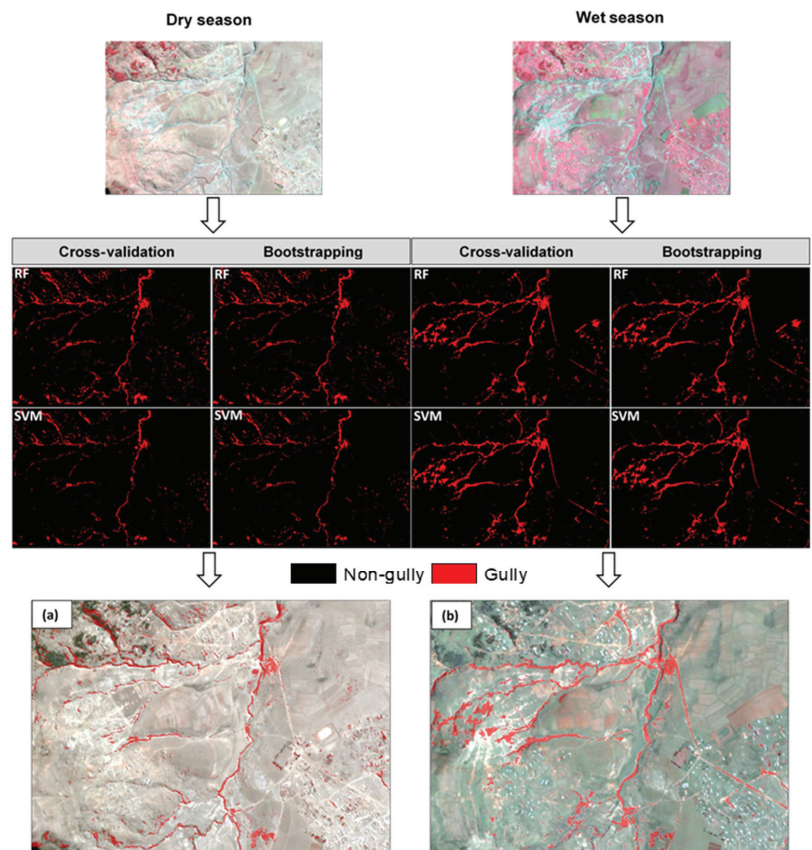 Dry season
Wet season
Cross-validation
Bootstrapping
Cross-validation
Bootstrapping
RF
RF
RF
RF
SVM
SVM
SVM
SVM
Non-gully
Gully
(a)
(b)